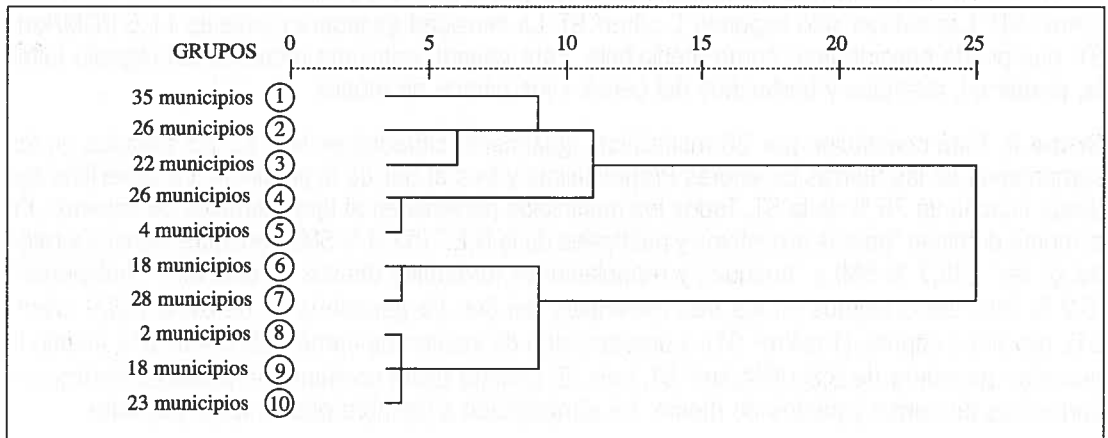 GRUPOS 0 5 10 15 20 25
35 municipios 1
26 municipios 2
22 municipios 3
26 municipios 4
4 municipios 5
18 municipios 6
28 municipios 7
2 municipios 8
18 municipios 9
23 municipios 10